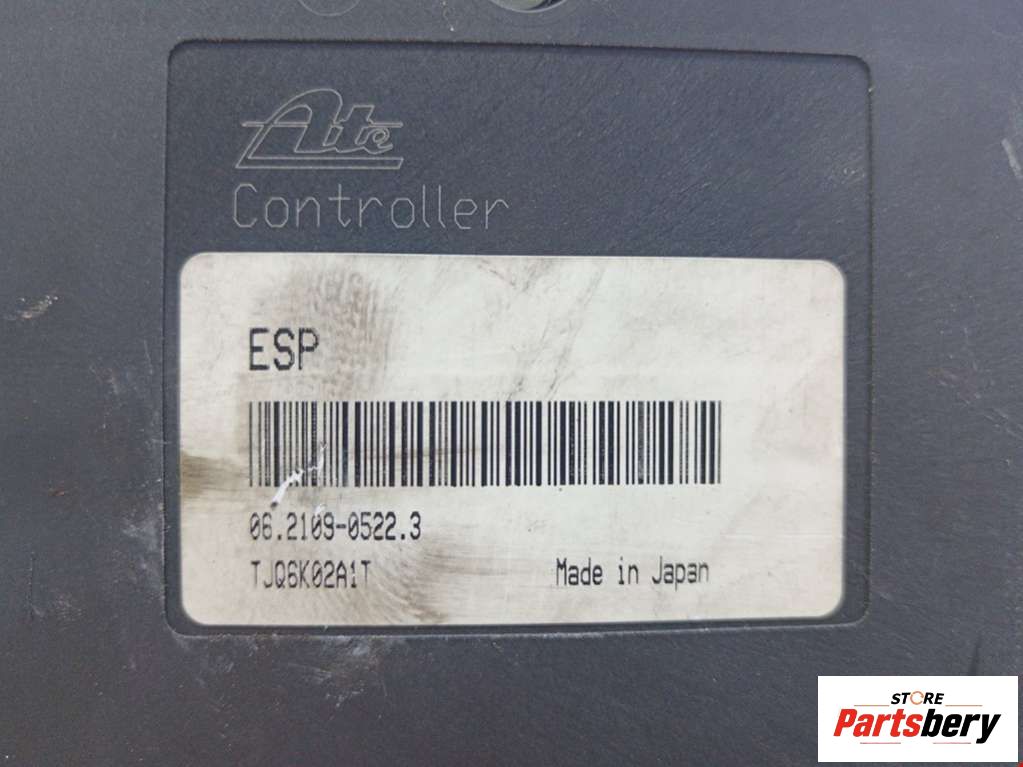 Ate
Controller
ESP
06.2109-0522.3
TJQ6K02A1T
Made in Japan
STORE
Partsbery